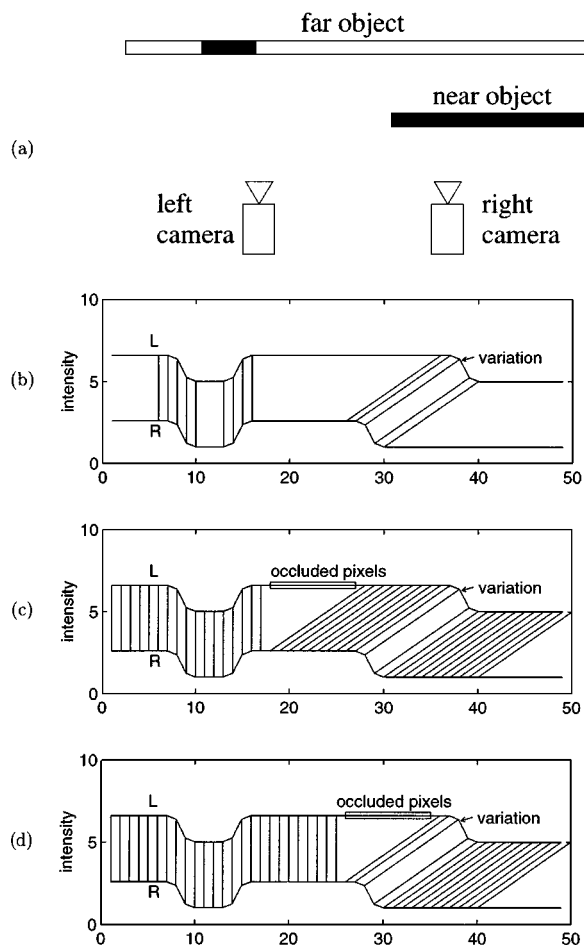 far object
near object
(a)
left camera
right camera
(b)
10
5
0
intensity
L
R
variation
0 10 20 30 40 50
(c)
10
5
0
intensity
L
R
occluded pixels
variation
0 10 20 30 40 50
(d)
10
5
0
intensity
L
R
occluded pixels
variation
0 10 20 30 40 50